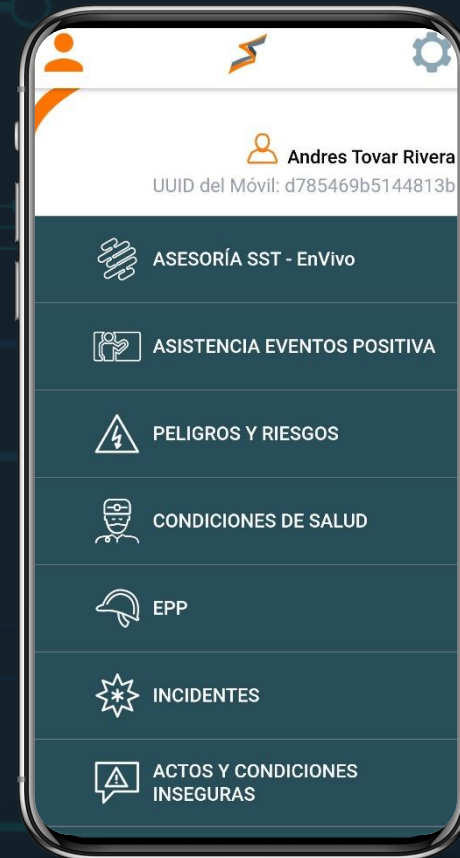 Andres Tovar Rivera
UUID del Móvil: d785469b5144813b
ASESORÍA SST - EnVivo
ASISTENCIA EVENTOS POSITIVA
PELIGROS Y RIESGOS
CONDICIONES DE SALUD
EPP
INCIDENTES
ACTOS Y CONDICIONES
INSEGURAS